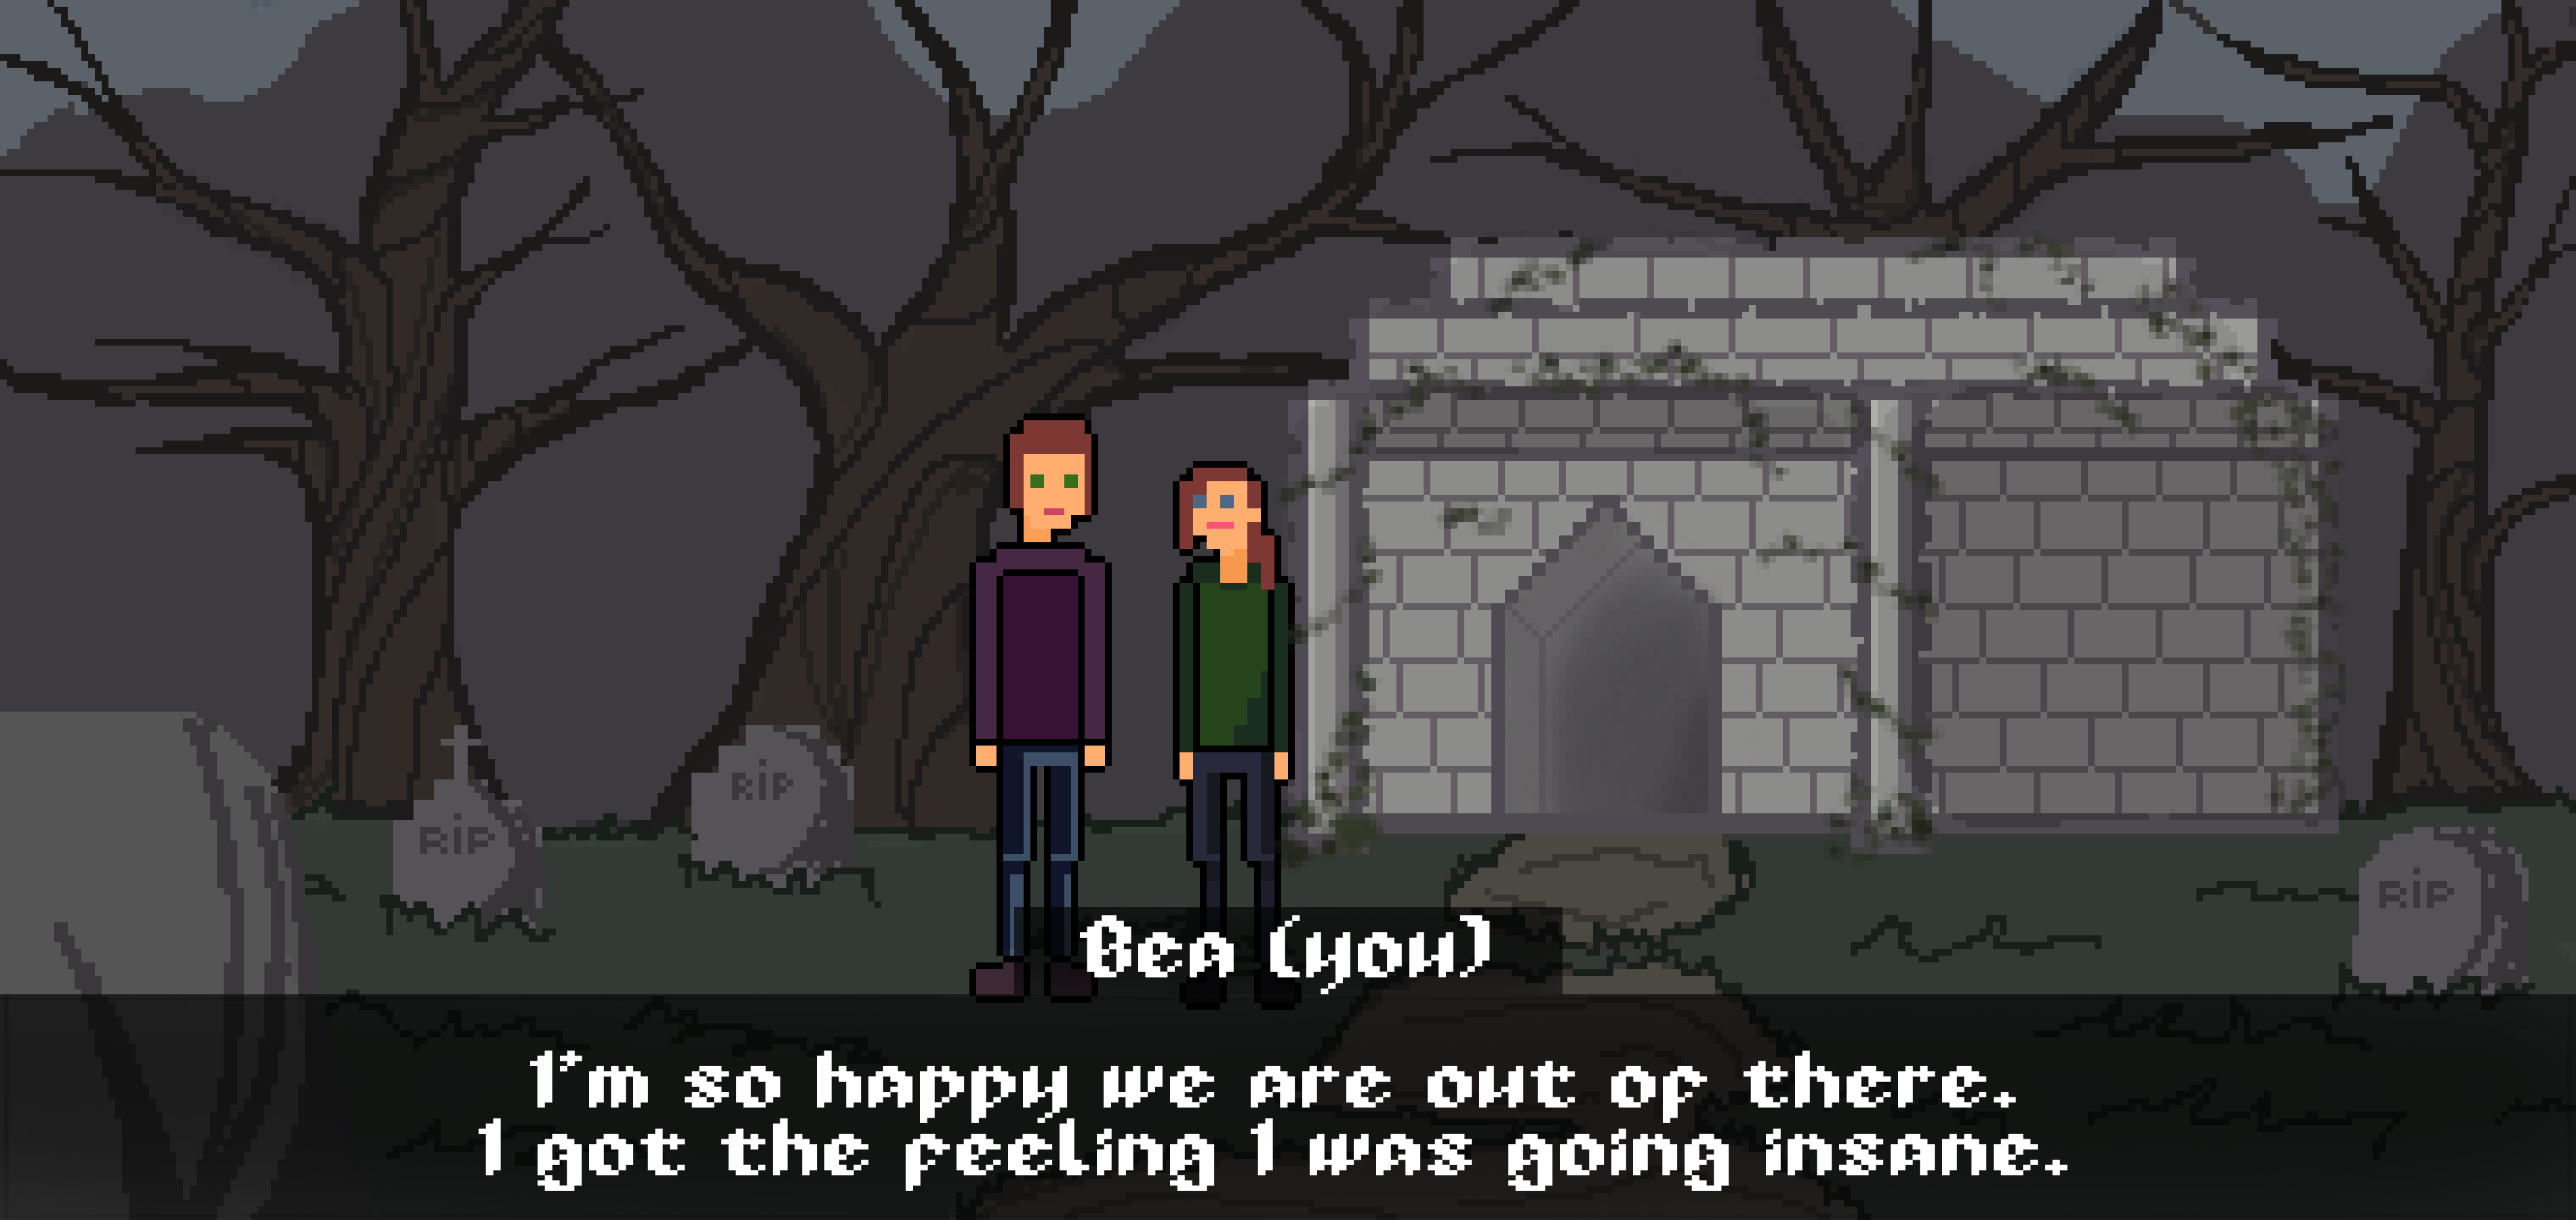 RIP
RIP
RIP
Bea (you)
I'm so happy we are out of there.
I got the feeling I was going insane.